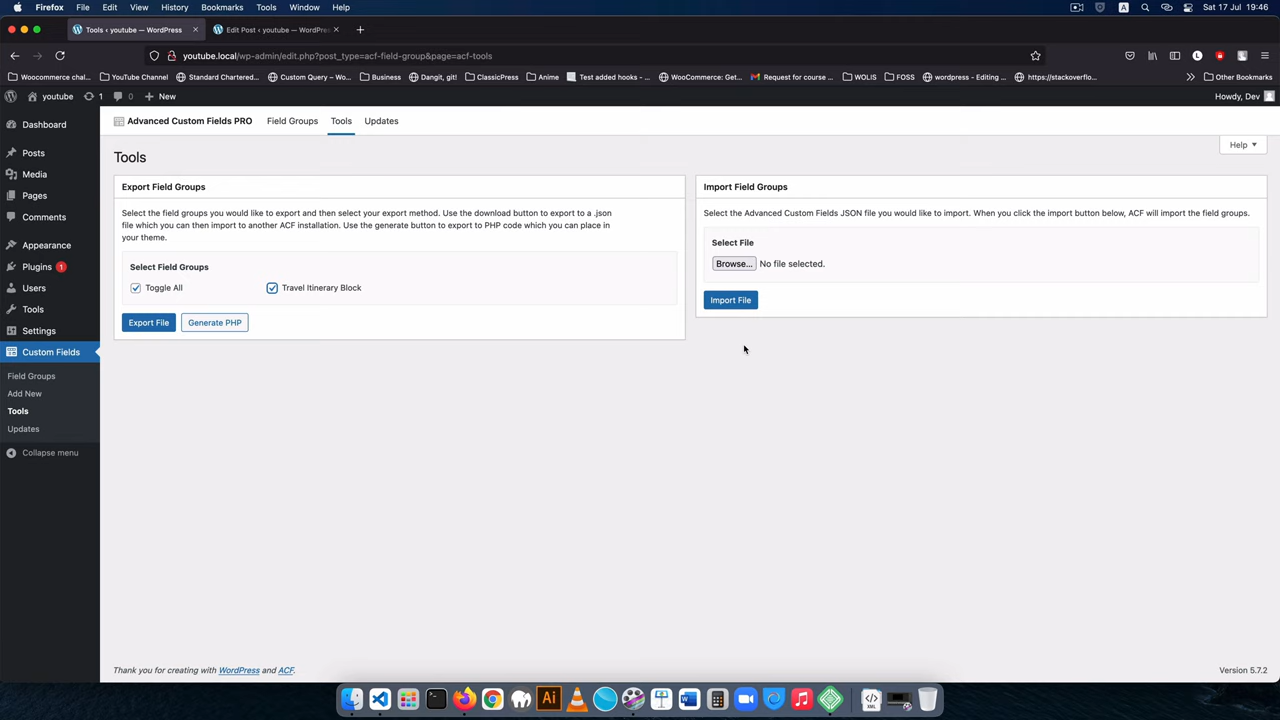 Firefox File Edit View History Bookmarks Tools Window Help
A
Sat 17 Jul 19:46
Tools ‹ youtube — WordPress
Edit Post ‹ youtube — WordPre
youtube.local/wp-admin/edit.php?post_type=acf-field-group&page=acf-tools
Woocommerce chal... YouTube Channel Standard Chartered... Custom Query – Wo... Business Dangit, git! ClassicPress Anime Test added hooks - ... WooCommerce: Get... Request for course ... WOLIS FOSS wordpress - Editing ... https://stackoverflo... Other Bookmarks
youtube 1 0 New
Howdy, Dev
Dashboard
Posts
Media
Pages
Comments
Appearance
Plugins 1
Users
Tools
Settings
Custom Fields
Field Groups
Add New
Tools
Updates
Collapse menu
Advanced Custom Fields PRO Field Groups Tools Updates
Help
Tools
Export Field Groups
Select the field groups you would like to export and then select your export method. Use the download button to export to a .json
file which you can then import to another ACF installation. Use the generate button to export to PHP code which you can place in
your theme.
Select Field Groups
Toggle All Travel Itinerary Block
Export File Generate PHP
Import Field Groups
Select the Advanced Custom Fields JSON file you would like to import. When you click the import button below, ACF will import the field groups.
Select File
Browse... No file selected.
Import File
Thank you for creating with WordPress and ACF.
Version 5.7.2
Ai
W
XML